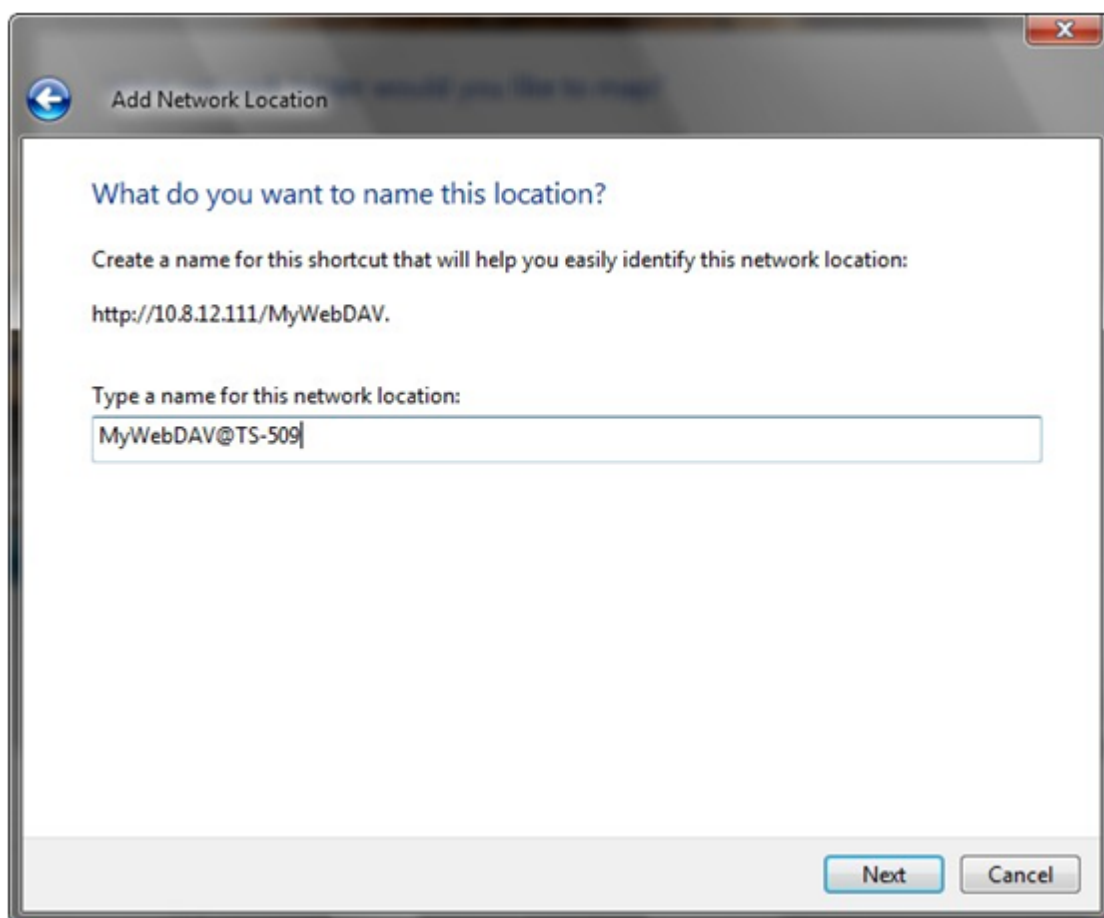 Add Network Location
What do you want to name this location?
Create a name for this shortcut that will help you easily identify this network location:
http://10.8.12.111/MyWebDAV.
Type a name for this network location:
MyWebDAV@TS-509
Next
Cancel